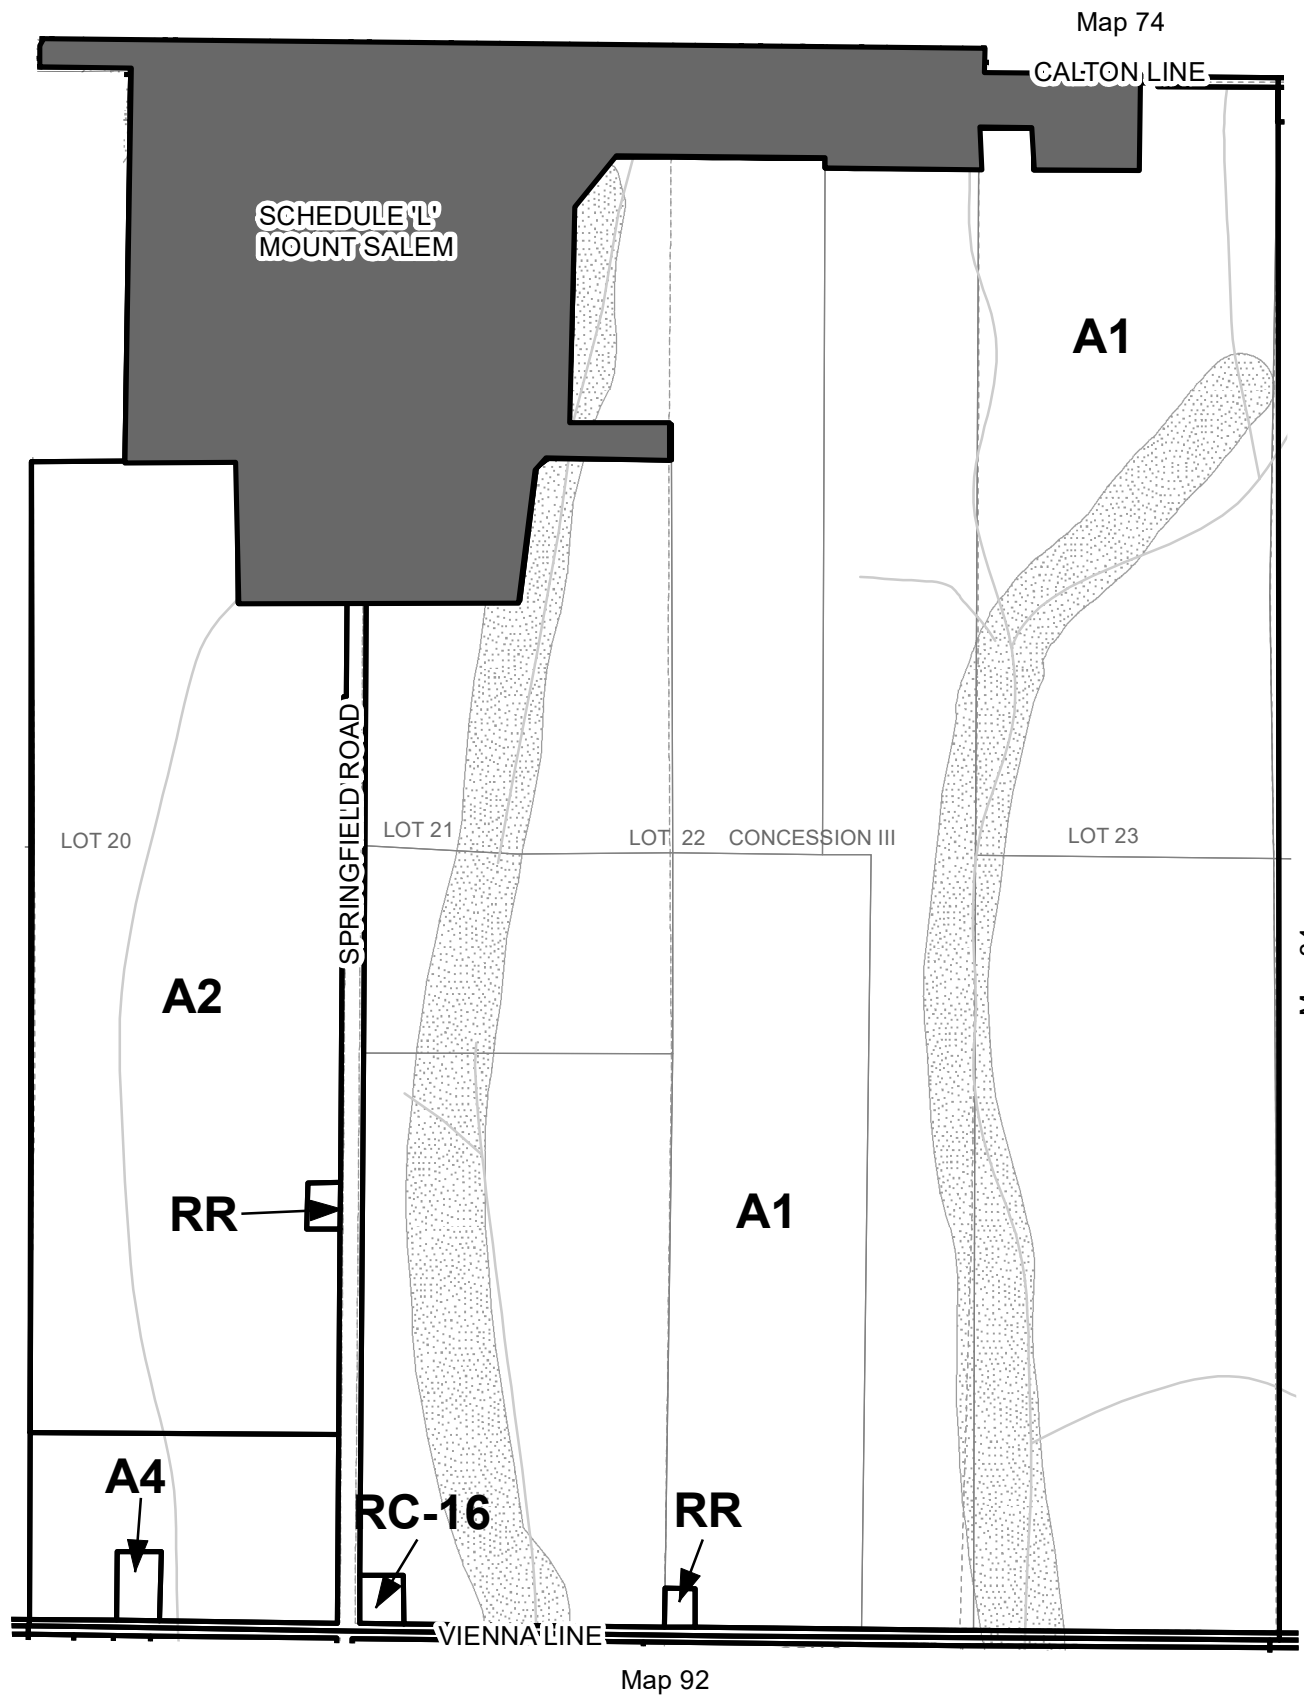 Map 74
CALTON LINE
SCHEDULE 'L'
MOUNT SALEM
A1
SPRINGFIELD ROAD
LOT 20
LOT 21
LOT 22 CONCESSION III
LOT 23
A2
RR
A1
A4
RC-16
RR
VIENNA LINE
Map 92